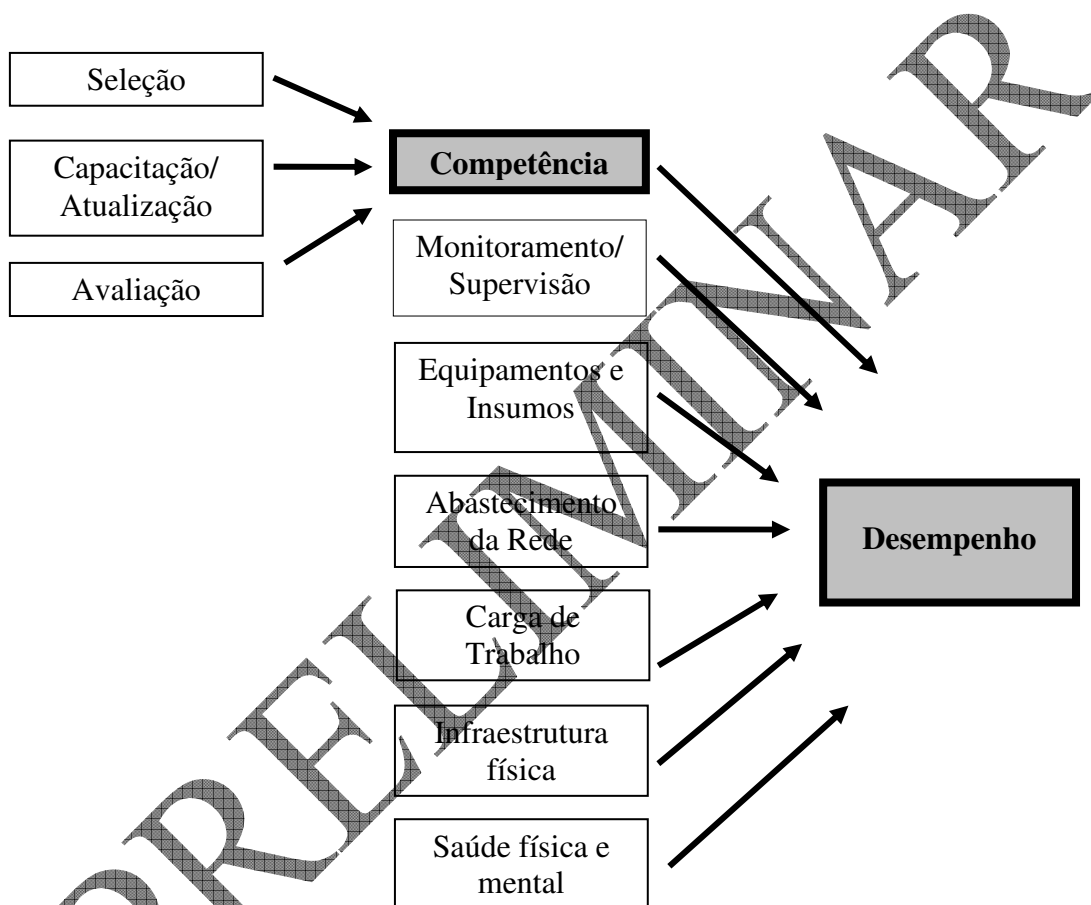 Seleção
Capacitação/
Atualização
Avaliação
Competência
Monitoramento/
Supervisão
Equipamentos e
Insumos
Abastecimento
da Rede
Carga de
Trabalho
Infraestrutura
física
Saúde física e
mental
Desempenho
PRELIMINAR